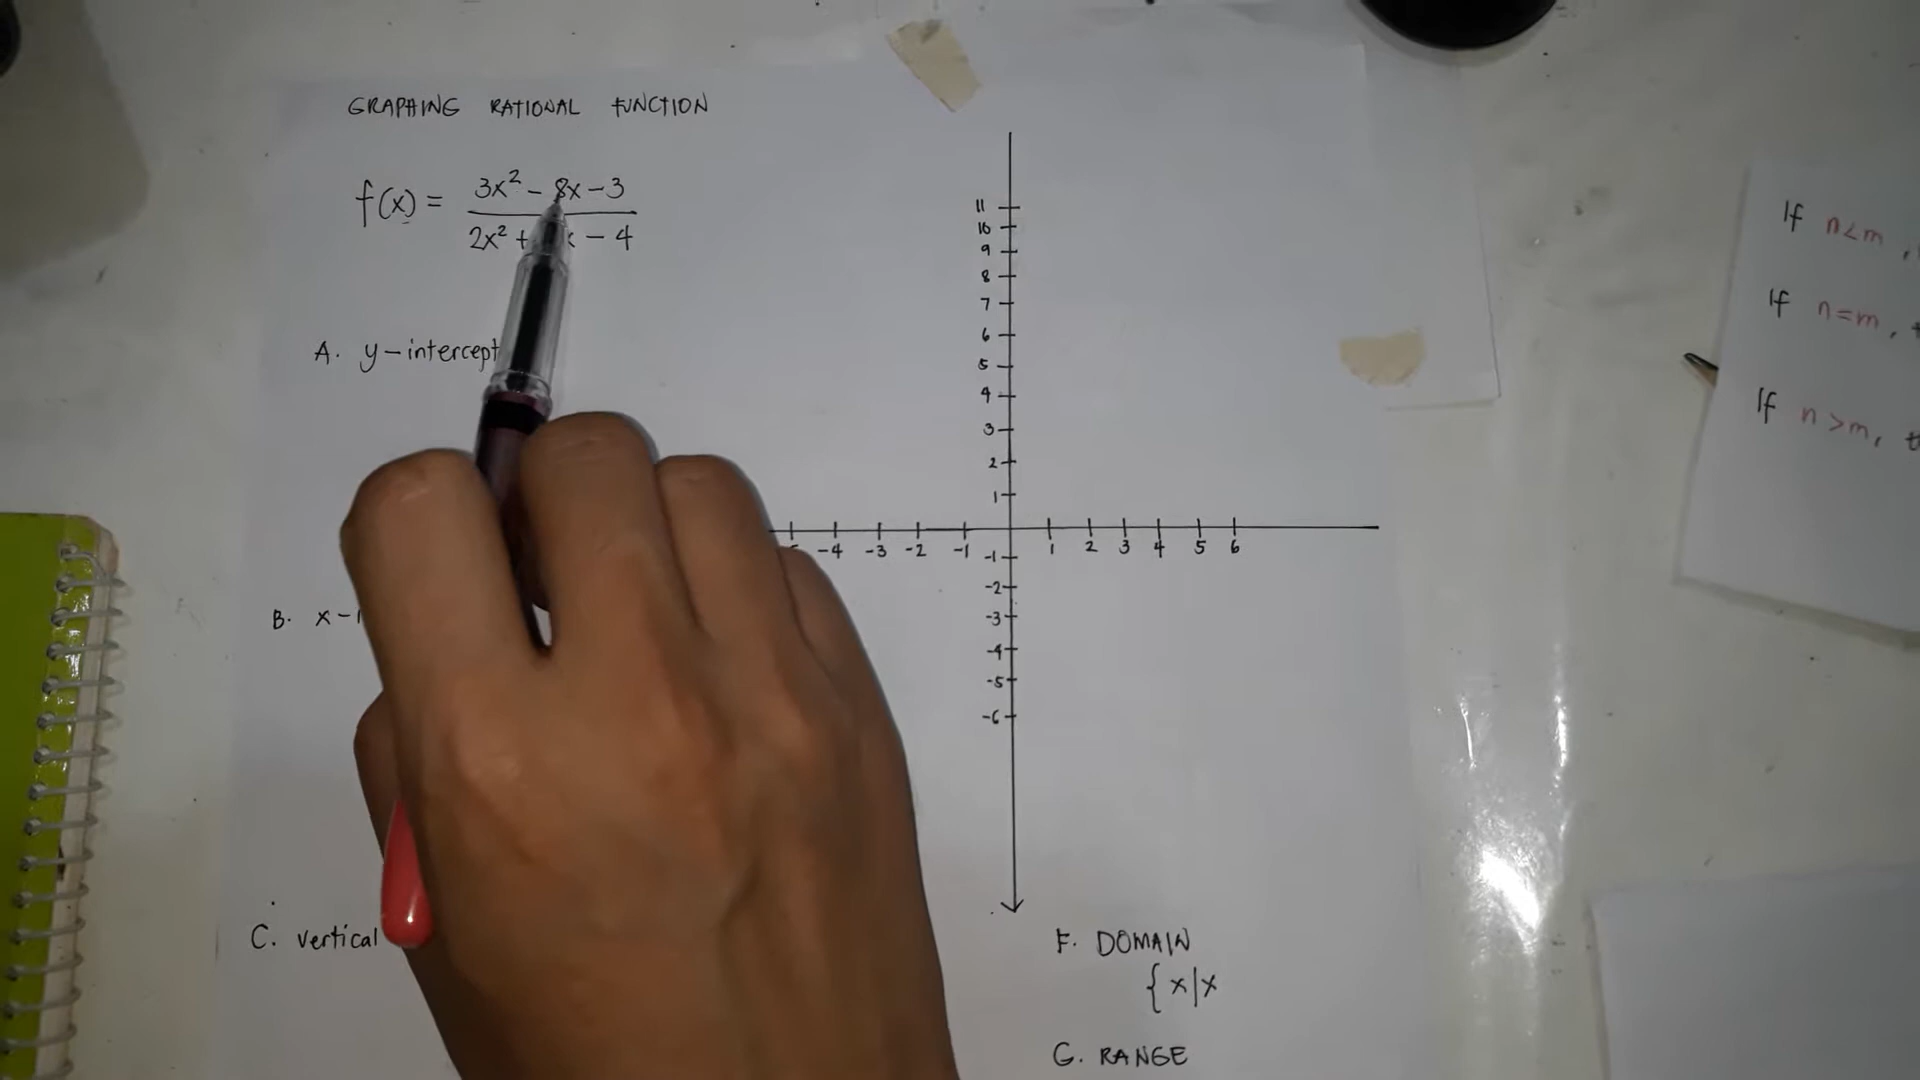 GRAPHING RATIONAL FUNCTION
f(x) = 3x² - 8x - 3
2x² + x - 4
A. y-intercept
B. x-
C. vertical
11
10
9
8
7
6
5
4
3
2
1
-4 -3 -2 -1 1 2 3 4 5 6
-1
-2
-3
-4
-5
-6
F. DOMAIN
{x|x
G. RANGE
If n<m,
If n=m,
If n>m,